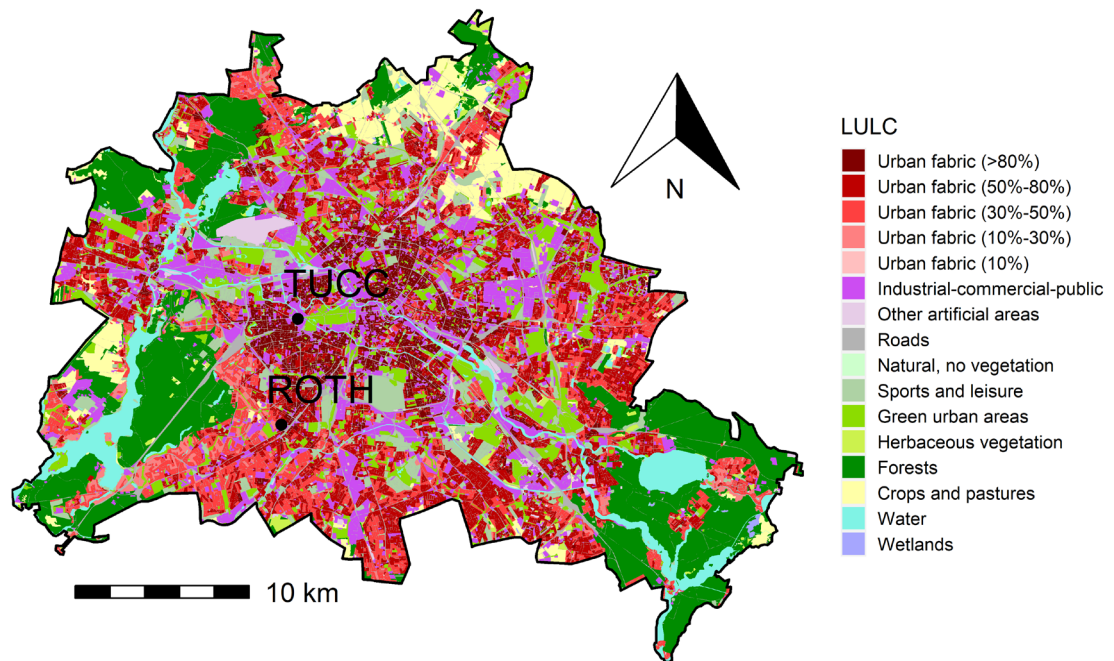 TUCC
ROTH
10 km
N
LULC
Urban fabric (>80%)
Urban fabric (50%-80%)
Urban fabric (30%-50%)
Urban fabric (10%-30%)
Urban fabric (10%)
Industrial-commercial-public
Other artificial areas
Roads
Natural, no vegetation
Sports and leisure
Green urban areas
Herbaceous vegetation
Forests
Crops and pastures
Water
Wetlands